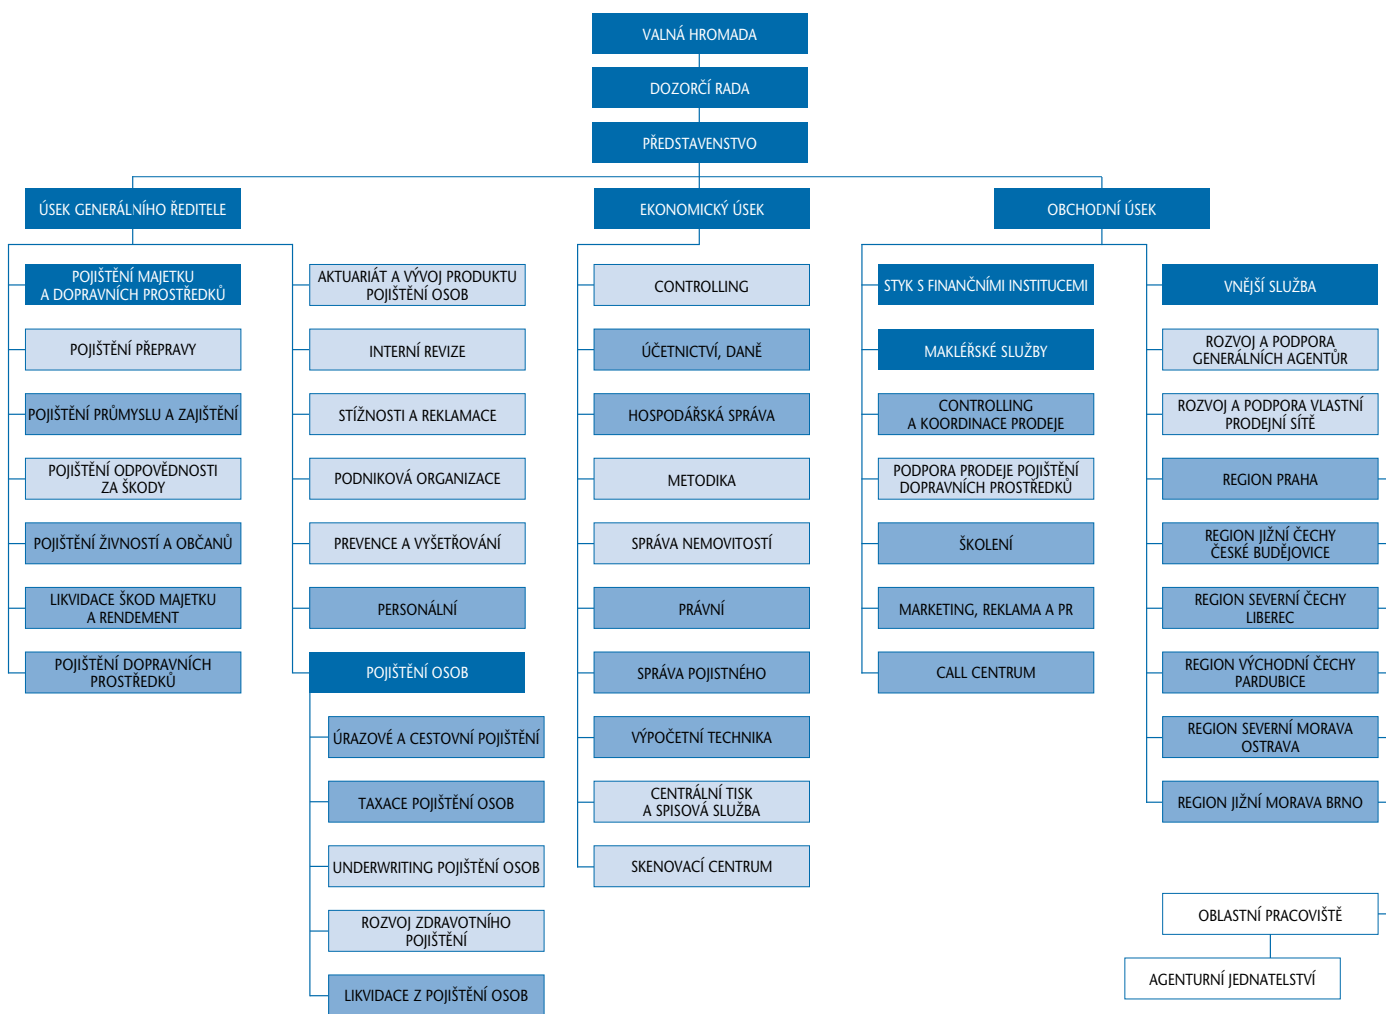 VALNÁ HROMADA
DOZORČÍ RADA
PŘEDSTAVENSTVO
ÚSEK GENERÁLNÍHO ŘEDITELE
POJIŠTĚNÍ MAJETKU
A DOPRAVNÍCH PROSTŘEDKŮ
POJIŠTĚNÍ PŘEPRAVY
POJIŠTĚNÍ PRŮMYSLU A ZAJIŠTĚNÍ
POJIŠTĚNÍ ODPOVĚDNOSTI
ZA ŠKODY
POJIŠTĚNÍ ŽIVNOSTÍ A OBČANŮ
LIKVIDACE ŠKOD MAJETKU
A RENDEMENT
POJIŠTĚNÍ DOPRAVNÍCH
PROSTŘEDKŮ
AKTUARIÁT A VÝVOJ PRODUKTU
POJIŠTĚNÍ OSOB
INTERNÍ REVIZE
STÍŽNOSTI A REKLAMACE
PODNIKOVÁ ORGANIZACE
PREVENCE A VYŠETŘOVÁNÍ
PERSONÁLNÍ
POJIŠTĚNÍ OSOB
ÚRAZOVÉ A CESTOVNÍ POJIŠTĚNÍ
TAXACE POJIŠTĚNÍ OSOB
UNDERWRITING POJIŠTĚNÍ OSOB
ROZVOJ ZDRAVOTNÍHO
POJIŠTĚNÍ
LIKVIDACE Z POJIŠTĚNÍ OSOB
EKONOMICKÝ ÚSEK
CONTROLLING
ÚČETNICTVÍ, DANĚ
HOSPODÁŘSKÁ SPRÁVA
METODIKA
SPRÁVA NEMOVITOSTÍ
PRÁVNÍ
SPRÁVA POJISTNÉHO
VÝPOČETNÍ TECHNIKA
CENTRÁLNÍ TISK
A SPISOVÁ SLUŽBA
SKENOVACÍ CENTRUM
OBCHODNÍ ÚSEK
STYK S FINANČNÍMI INSTITUCEMI
MAKLÉŘSKÉ SLUŽBY
CONTROLLING
A KOORDINACE PRODEJE
PODPORA PRODEJE POJIŠTĚNÍ
DOPRAVNÍCH PROSTŘEDKŮ
ŠKOLENÍ
MARKETING, REKLAMA A PR
CALL CENTRUM
VNĚJŠÍ SLUŽBA
ROZVOJ A PODPORA
GENERÁLNÍCH AGENTŮR
ROZVOJ A PODPORA VLASTNÍ
PRODEJNÍ SÍTĚ
REGION PRAHA
REGION JIŽNÍ ČECHY
ČESKÉ BUDĚJOVICE
REGION SEVERNÍ ČECHY
LIBEREC
REGION VÝCHODNÍ ČECHY
PARDUBICE
REGION SEVERNÍ MORAVA
OSTRAVA
REGION JIŽNÍ MORAVA BRNO
OBLASTNÍ PRACOVIŠTĚ
AGENTURNÍ JEDNATELSTVÍ